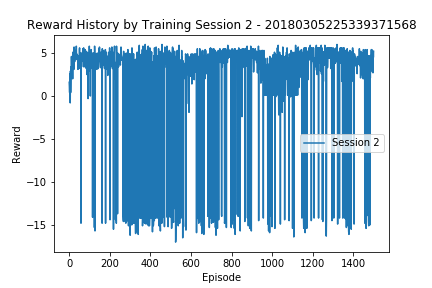 Reward History by Training Session 2 - 20180305225339371568
Reward
5
0
−5
−10
−15
Session 2
0 200 400 600 800 1000 1200 1400
Episode